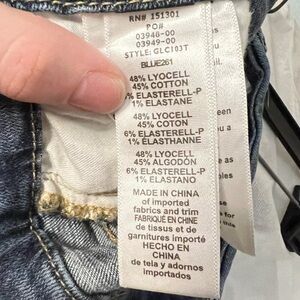 RN# 151301
PO#
03948-00
03949-00
STYLE: GLC103T
BLUE261
48% LYOCELL
45% COTTON
6% ELASTERELL-P
1% ELASTANE
48% LYOCELL
45% COTON
6% ELASTERELL-P
1% ÉLASTHANNE
48% LYOCELL
45% ALGODÓN
6% ELASTERELL-P
1% ELASTANO
MADE IN CHINA
of imported
fabrics and trim
FABRIQUÉ EN CHINE
de tissus et de
garnitures importés
HECHO EN
CHINA
de tela y adornos
importados